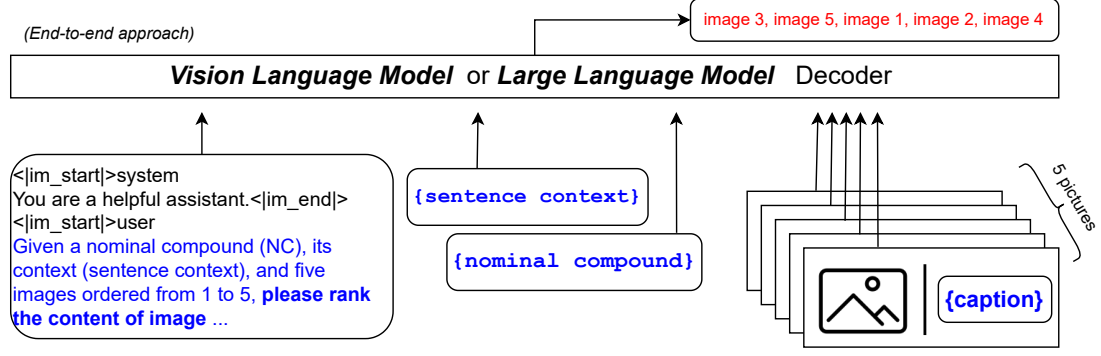 image 3, image 5, image 1, image 2, image 4
(End-to-end approach)
Vision Language Model or Large Language Model Decoder
<|im_start|>system
You are a helpful assistant.<|im_end|>
<|im_start|>user
Given a nominal compound (NC), its
context (sentence context), and five
images ordered from 1 to 5, please rank
the content of image ...
{sentence context}
{nominal compound}
5 pictures
{caption}